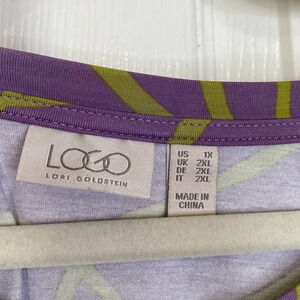 LOGO
LORI GOLDSTEIN
US 1X
UK 2XL
DE 2XL
IT 2XL
MADE IN
CHINA